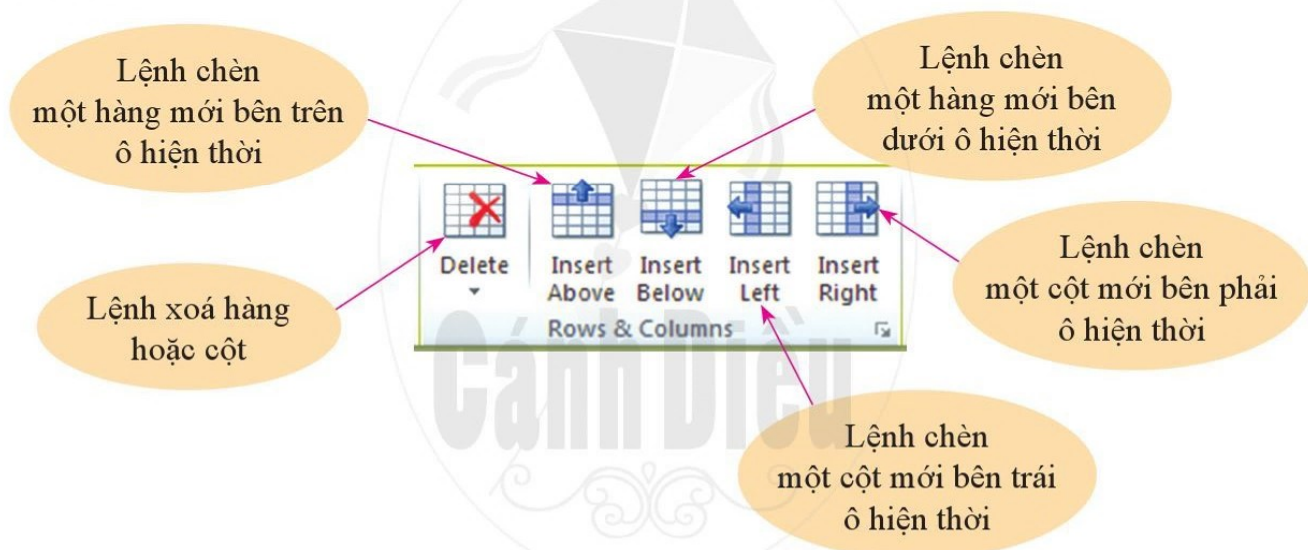 Lệnh chèn
một hàng mới bên trên
ô hiện thời
Lệnh chèn
một hàng mới bên
dưới ô hiện thời
Delete
Insert
Above
Insert
Below
Insert
Left
Insert
Right
Rows & Columns
Lệnh xoá hàng
hoặc cột
Lệnh chèn
một cột mới bên phải
ô hiện thời
Cánh Diều
Lệnh chèn
một cột mới bên trái
ô hiện thời